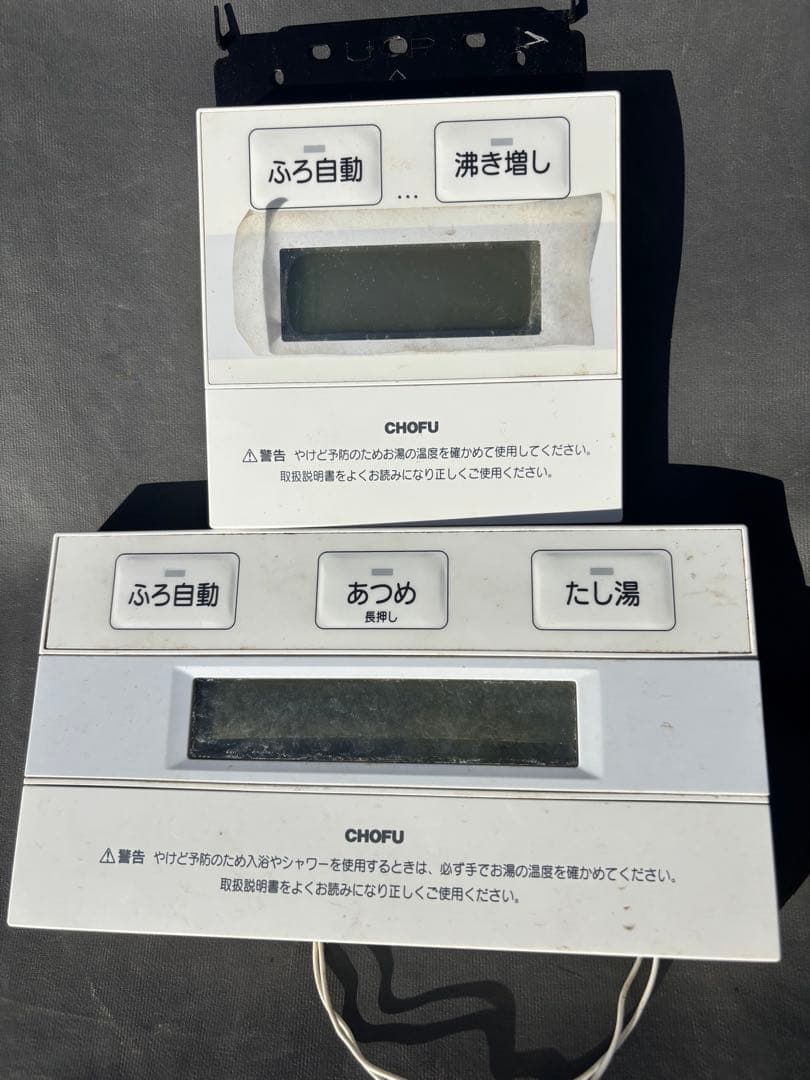 UP
ふろ自動
沸き増し
CHOFU
⚠警告 やけど予防のためお湯の温度を確かめて使用してください。
取扱説明書をよくお読みになり正しくご使用ください。
ふろ自動
あつめ
長押し
たし湯
CHOFU
⚠警告 やけど予防のため入浴やシャワーを使用するときは、必ず手でお湯の温度を確かめてください。
取扱説明書をよくお読みになり正しくご使用ください。